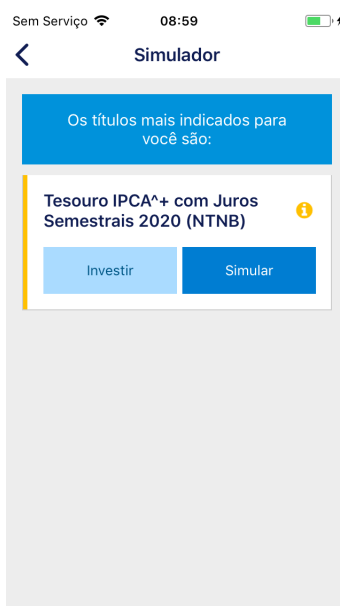 Sem Serviço 08:59
Simulador
Os títulos mais indicados para
você são:
Tesouro IPCA^+ com Juros
Semestrais 2020 (NTNB)
Investir Simular